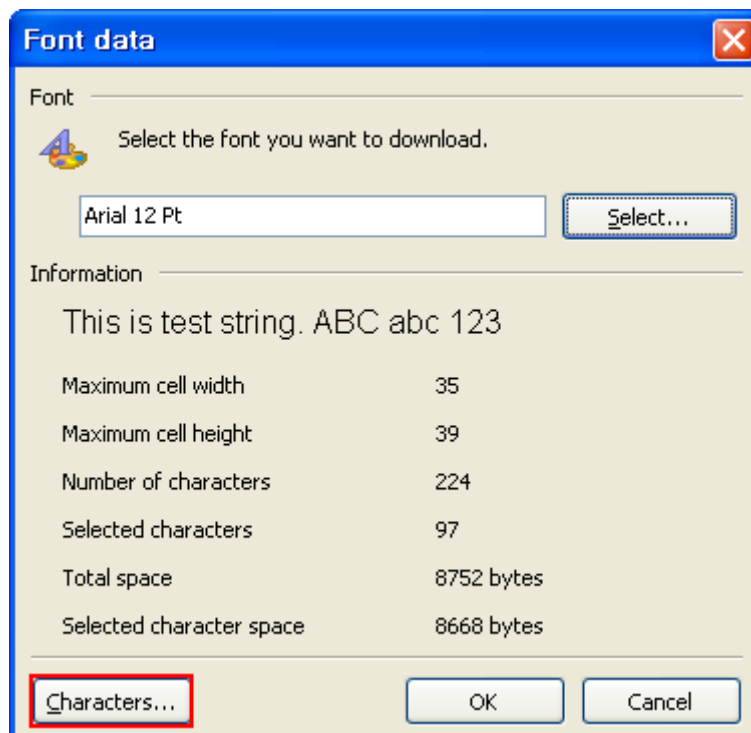 Font data
Font
Select the font you want to download.
Arial 12 Pt
Select...
Information
This is test string. ABC abc 123
Maximum cell width 35
Maximum cell height 39
Number of characters 224
Selected characters 97
Total space 8752 bytes
Selected character space 8668 bytes
Characters... OK Cancel